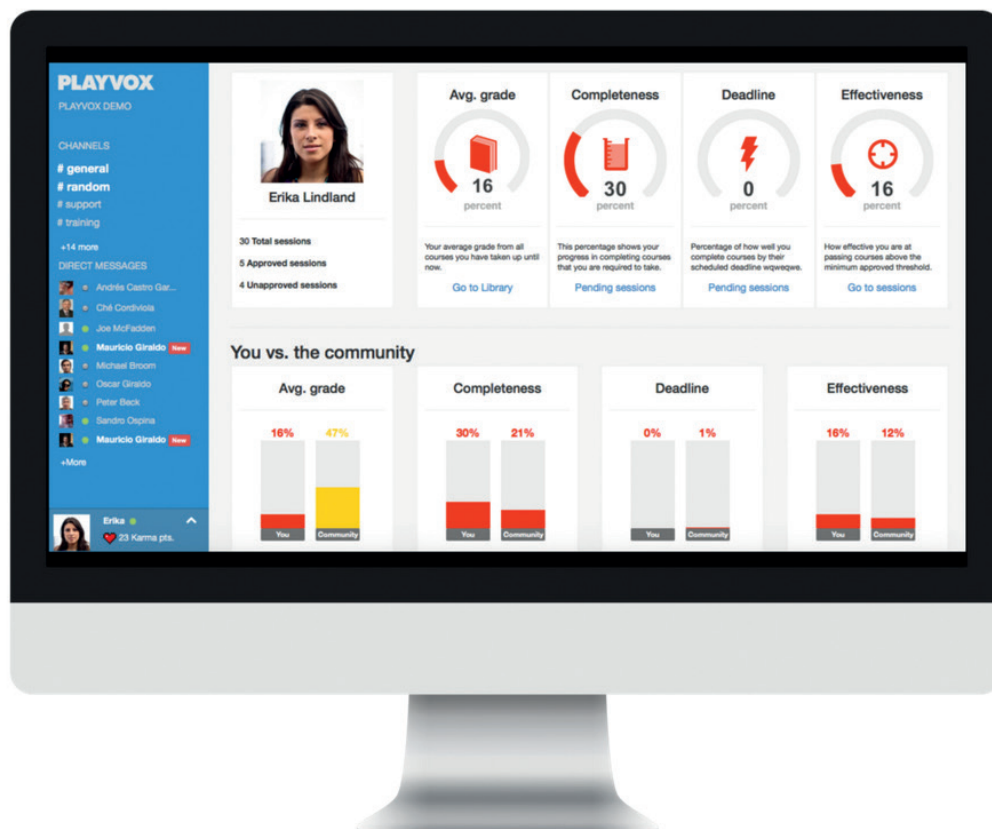 PLAYVOX
PLAYVOX DEMO
CHANNELS
# general
# random
# support
# training
+14 more
DIRECT MESSAGES
Andrés Castro Gar...
Ché Cordiviola
Joe McFadden
Mauricio Giraldo New
Michael Broom
Oscar Giraldo
Peter Beck
Sandro Ospina
Mauricio Giraldo New
+More
Erika
23 Karma pts.
Erika Lindland
30 Total sessions
5 Approved sessions
4 Unapproved sessions
Avg. grade
16
percent
Your average grade from all
courses you have taken up until
now.
Go to Library
Completeness
30
percent
This percentage shows your
progress in completing courses
that you are required to take.
Pending sessions
Deadline
0
percent
Percentage of how well you
complete courses by their
scheduled deadline wqweqwe.
Pending sessions
Effectiveness
16
percent
How effective you are at
passing courses above the
minimum approved threshold.
Go to sessions
You vs. the community
Avg. grade
16% 47%
You Community
Completeness
30% 21%
You Community
Deadline
0% 1%
You Community
Effectiveness
16% 12%
You Community